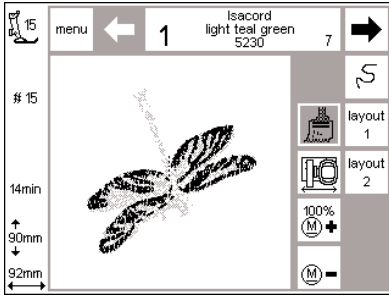 15
menu
1
Isacord
light teal green
5230
7
# 15
layout
1
layout
2
14min
90mm
92mm
100%
M +
M -